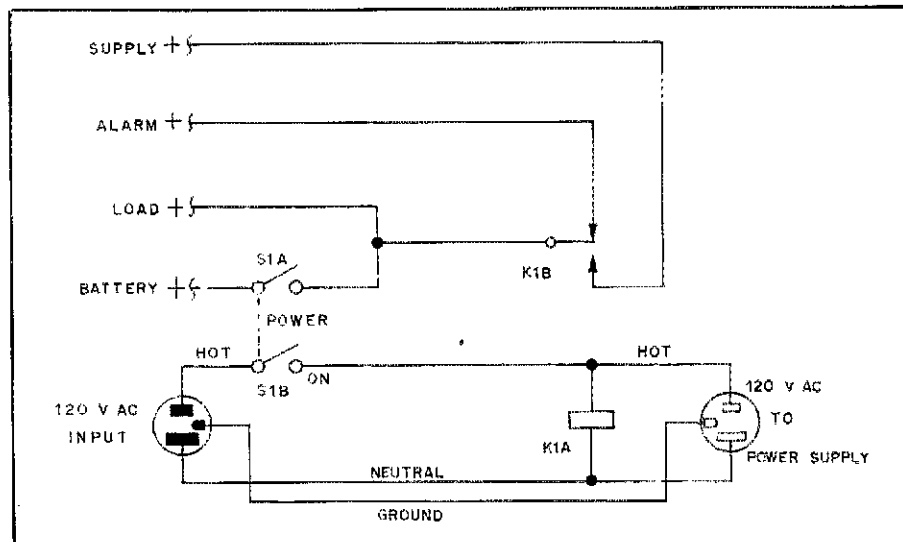 SUPPLY +
ALARM +
LOAD +
S1A
K1B
BATTERY +
POWER
HOT
HOT
S1B
ON
120 V AC
INPUT
120 V AC
TO
POWER SUPPLY
K1A
NEUTRAL
GROUND